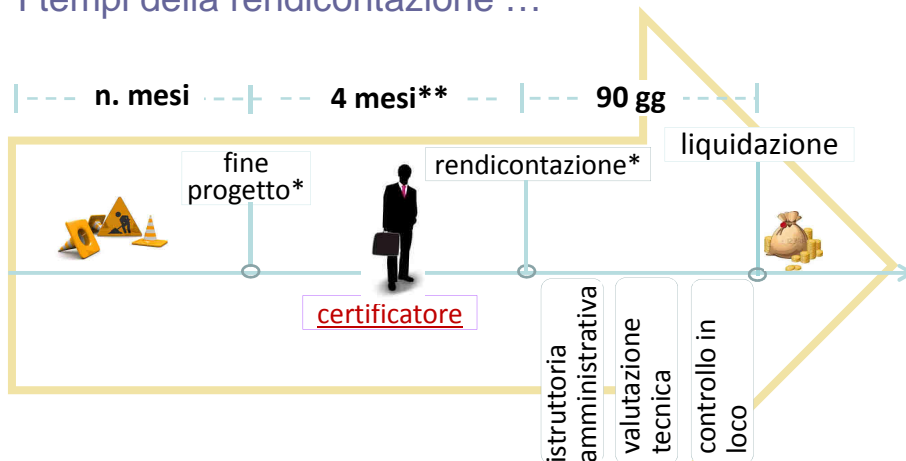 I tempi della rendicontazione …
n. mesi
4 mesi**
90 gg
fine
progetto*
rendicontazione*
liquidazione
certificatore
istruttoria
amministrativa
valutazione
tecnica
controllo in
loco